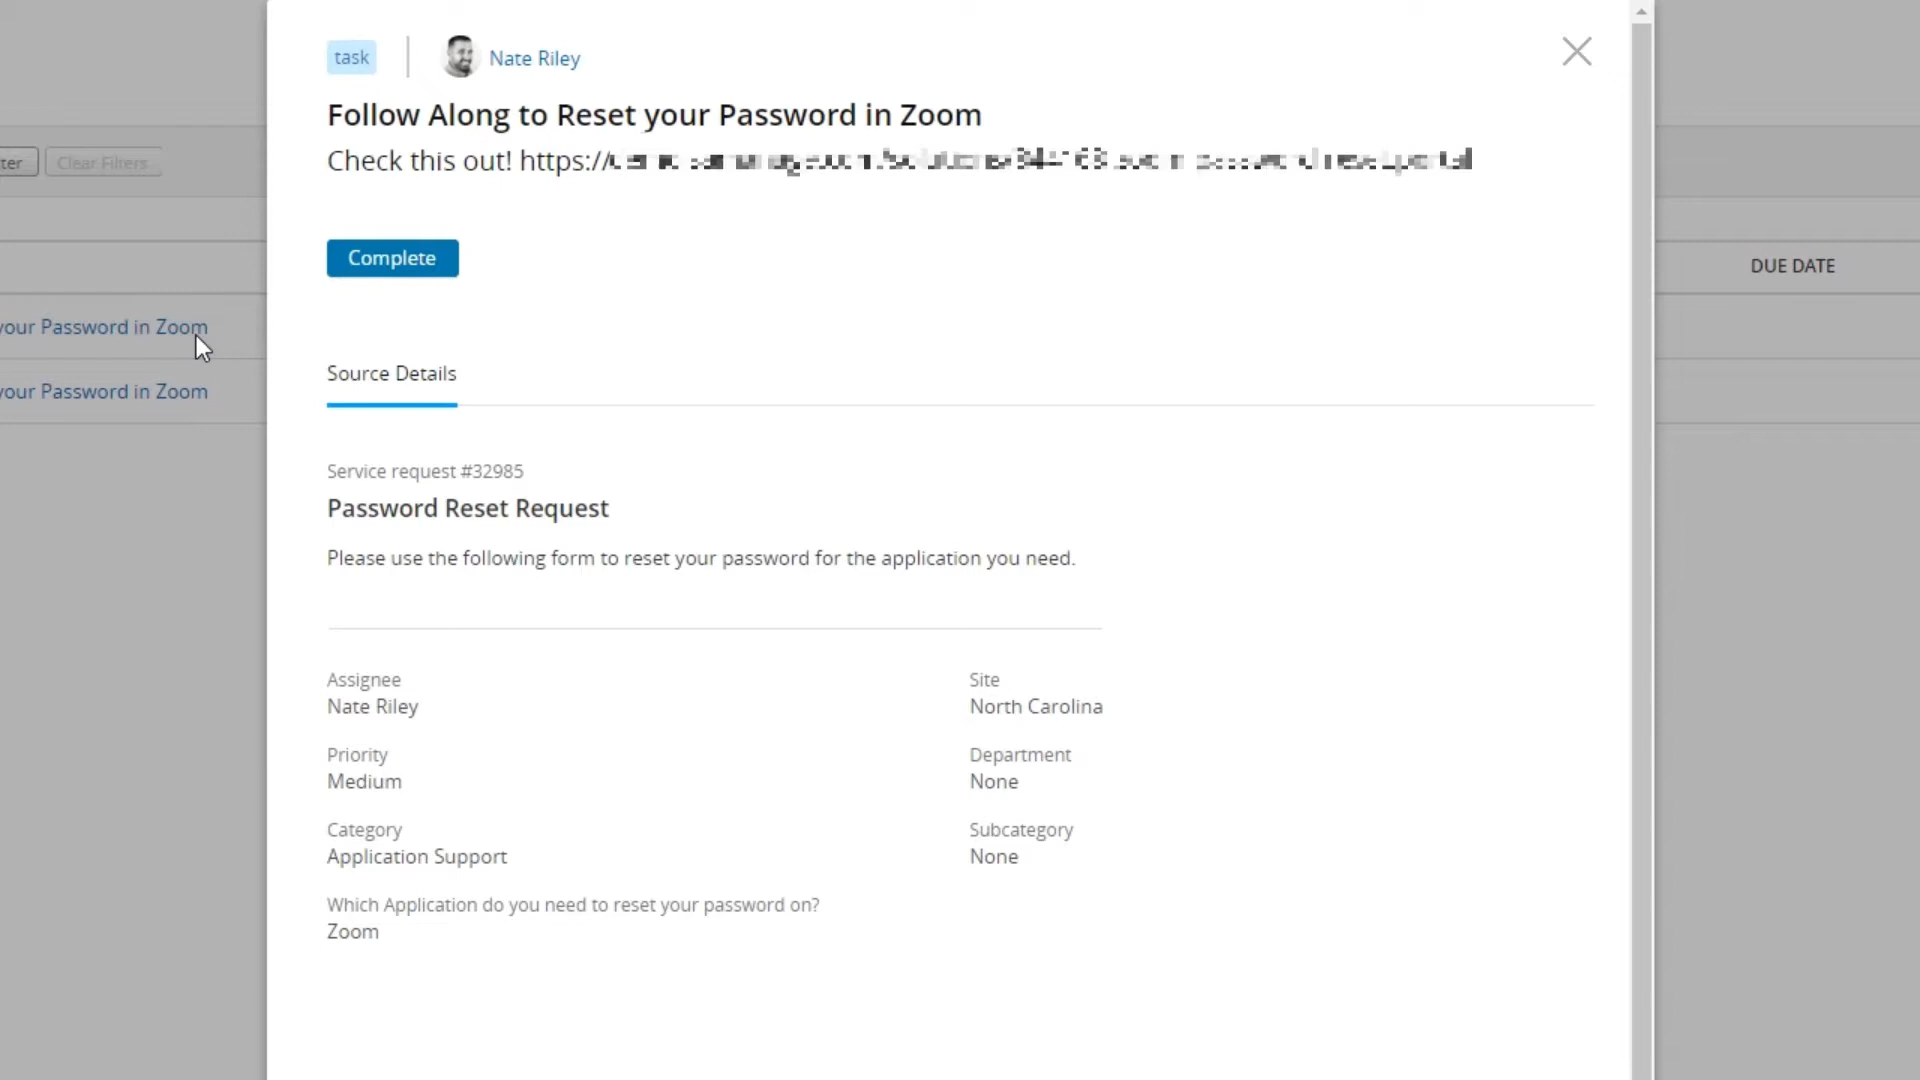 task
Nate Riley
Follow Along to Reset your Password in Zoom
Check this out! https://
ter
Clear Filters
Complete
DUE DATE
your Password in Zoom
your Password in Zoom
Source Details
Service request #32985
Password Reset Request
Please use the following form to reset your password for the application you need.
Assignee
Nate Riley
Site
North Carolina
Priority
Medium
Department
None
Category
Application Support
Subcategory
None
Which Application do you need to reset your password on?
Zoom